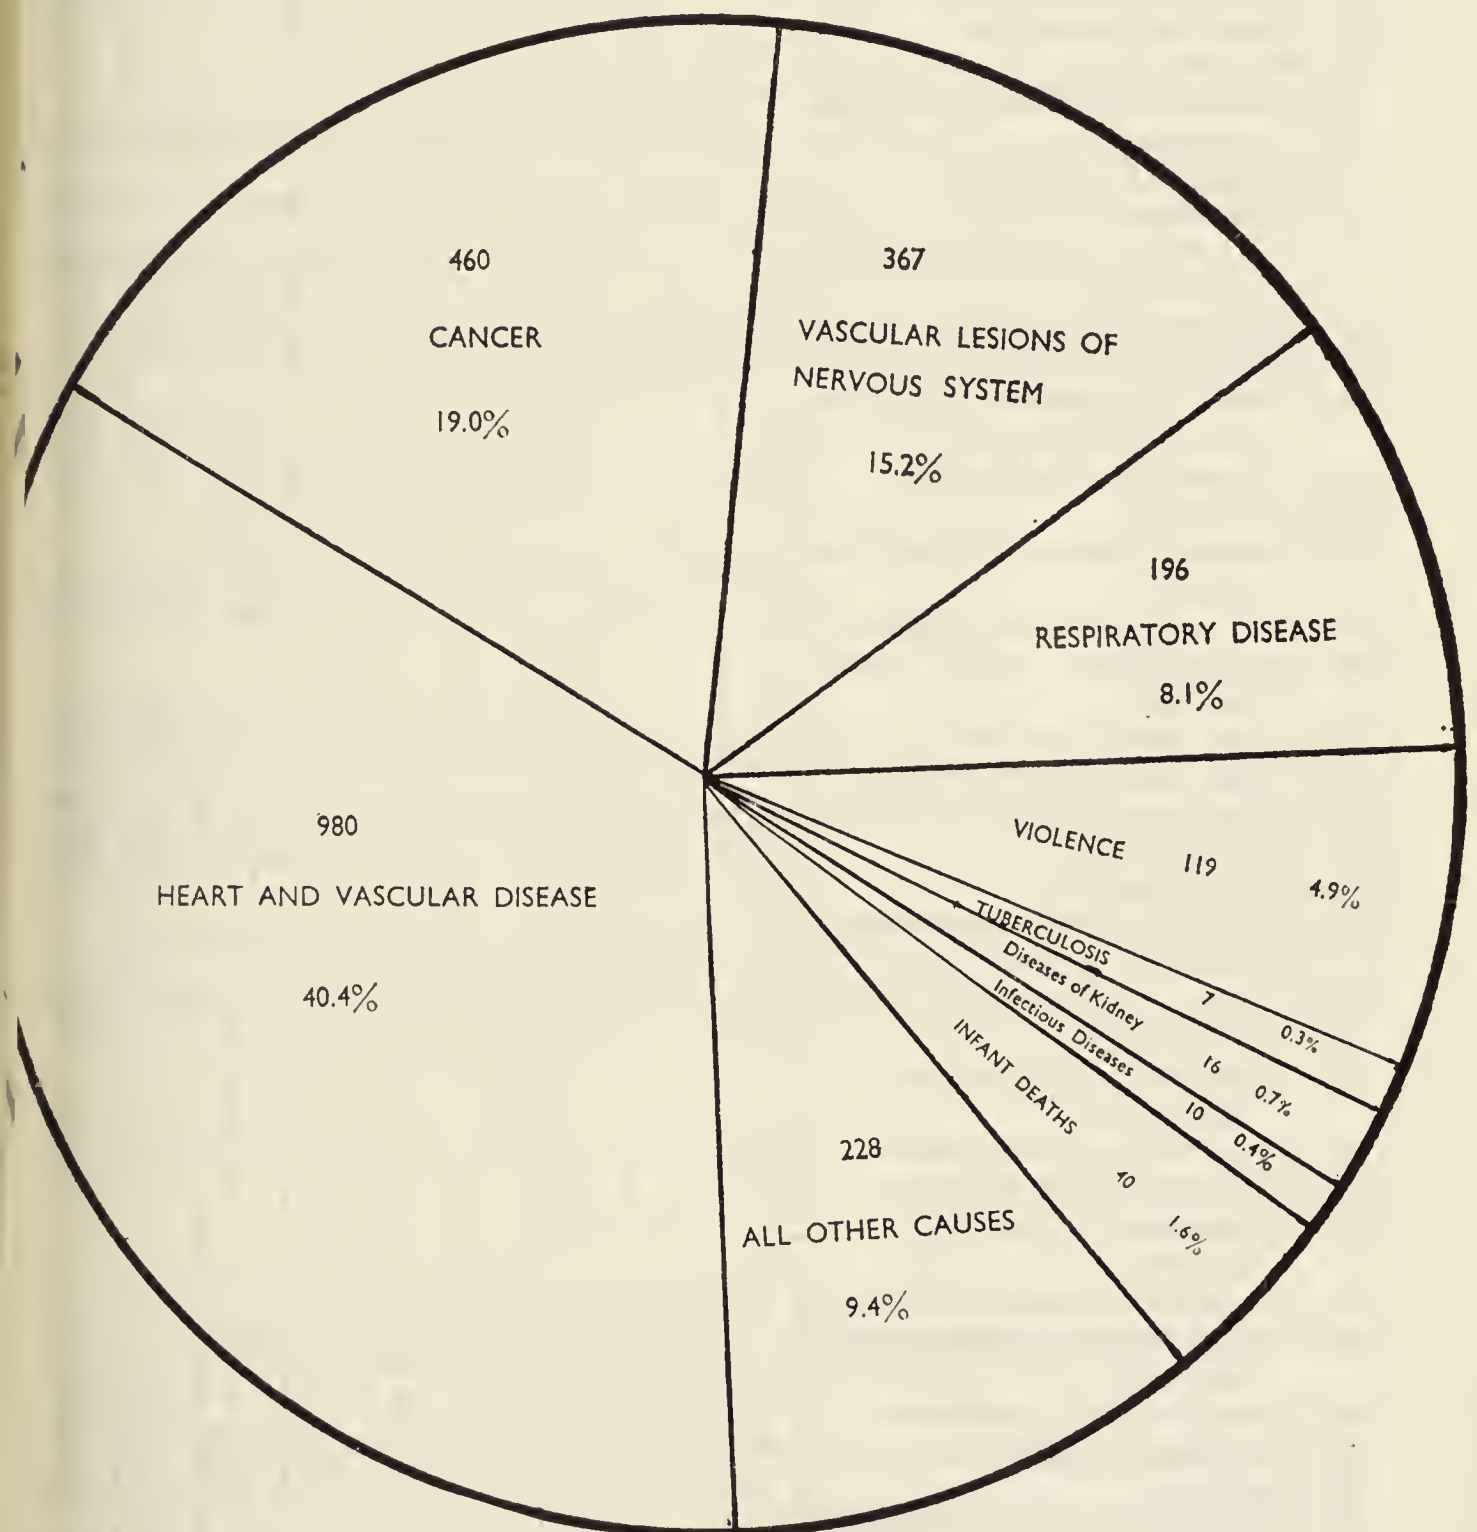 460
CANCER
19.0%
367
VASCULAR LESIONS OF
NERVOUS SYSTEM
15.2%
196
RESPIRATORY DISEASE
8.1%
VIOLENCE 119 4.9%
TUBERCULOSIS 7 0.3%
Diseases of Kidney 16 0.7%
Infectious Diseases 10 0.4%
INFANT DEATHS 40 1.6%
228
ALL OTHER CAUSES
9.4%
980
HEART AND VASCULAR DISEASE
40.4%